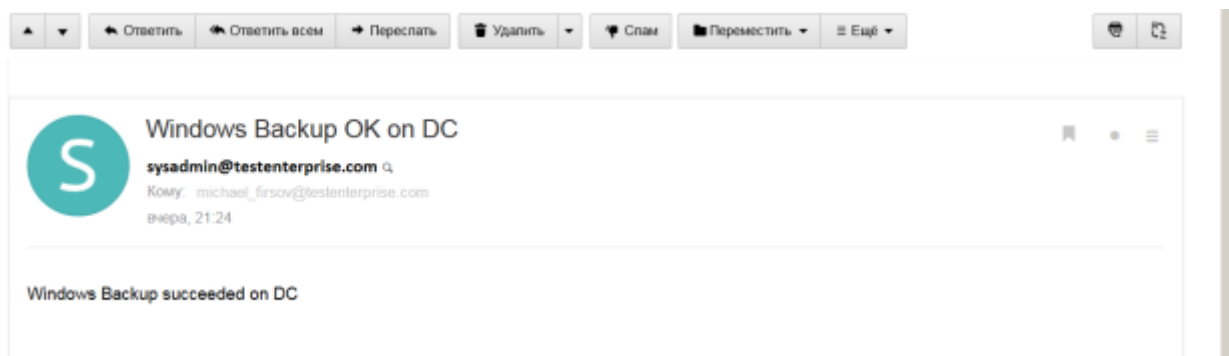 Ответить Ответить всем Переслать Удалить Спам Переместить Ещё
S
Windows Backup OK on DC
sysadmin@testenterprise.com
Кому: michael_firsov@testenterprise.com
вчера, 21:24
Windows Backup succeeded on DC